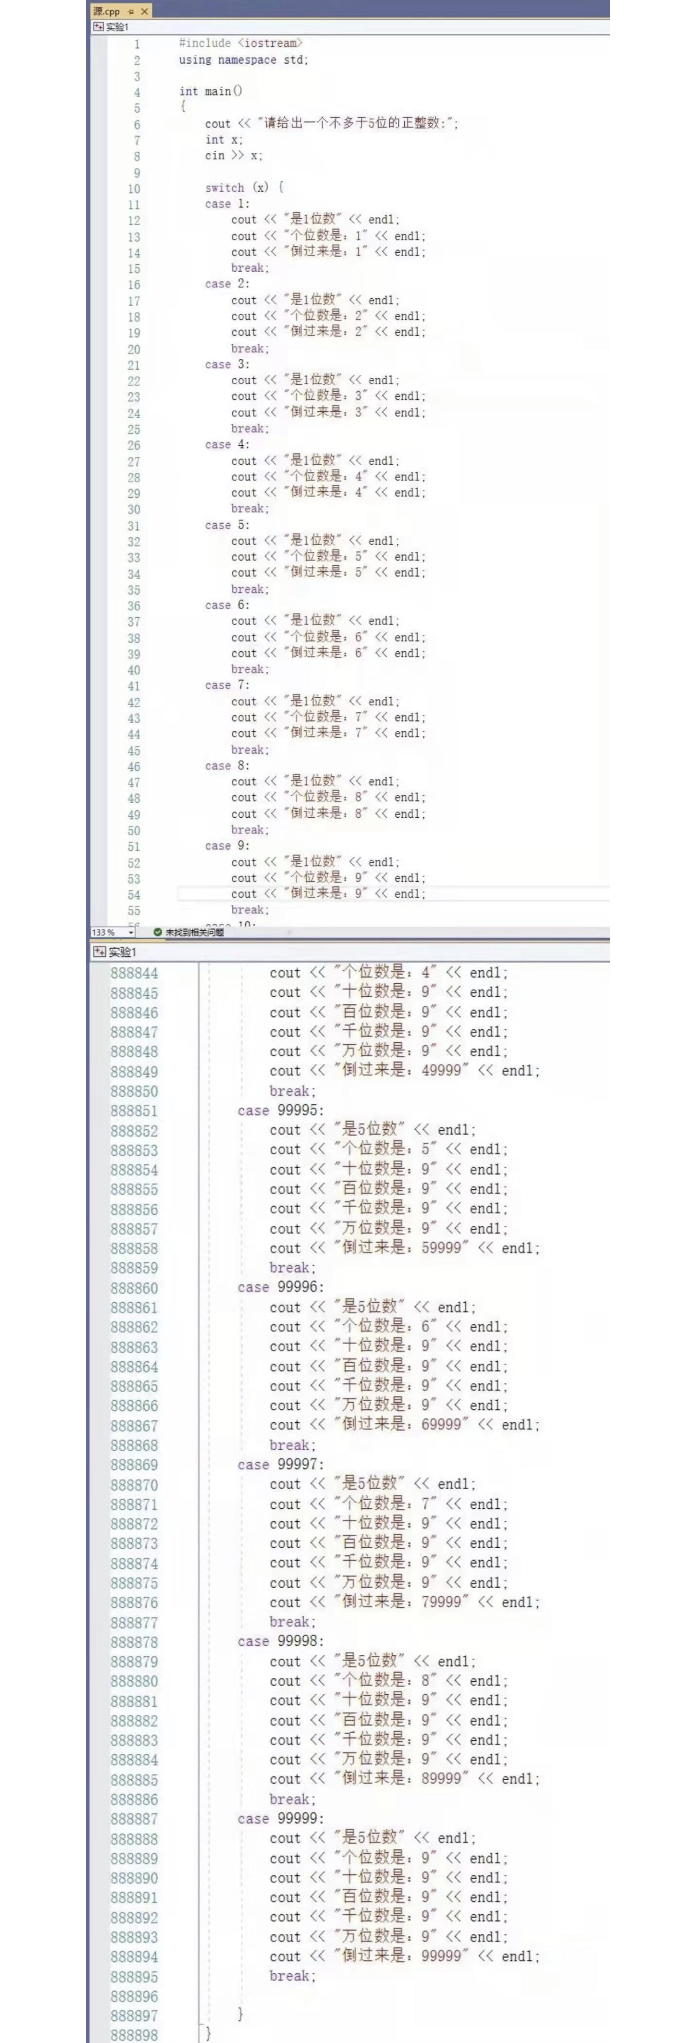 源.cpp
实验1
1 #include <iostream>
2 using namespace std;
3
4 int main()
5 {
6 cout << "请给出一个不多于5位的正整数:";
7 int x;
8 cin >> x;
9
10 switch (x) {
11 case 1:
12 cout << "是1位数" << endl;
13 cout << "个位数是：1" << endl;
14 cout << "倒过来是：1" << endl;
15 break;
16 case 2:
17 cout << "是1位数" << endl;
18 cout << "个位数是：2" << endl;
19 cout << "倒过来是：2" << endl;
20 break;
21 case 3:
22 cout << "是1位数" << endl;
23 cout << "个位数是：3" << endl;
24 cout << "倒过来是：3" << endl;
25 break;
26 case 4:
27 cout << "是1位数" << endl;
28 cout << "个位数是：4" << endl;
29 cout << "倒过来是：4" << endl;
30 break;
31 case 5:
32 cout << "是1位数" << endl;
33 cout << "个位数是：5" << endl;
34 cout << "倒过来是：5" << endl;
35 break;
36 case 6:
37 cout << "是1位数" << endl;
38 cout << "个位数是：6" << endl;
39 cout << "倒过来是：6" << endl;
40 break;
41 case 7:
42 cout << "是1位数" << endl;
43 cout << "个位数是：7" << endl;
44 cout << "倒过来是：7" << endl;
45 break;
46 case 8:
47 cout << "是1位数" << endl;
48 cout << "个位数是：8" << endl;
49 cout << "倒过来是：8" << endl;
50 break;
51 case 9:
52 cout << "是1位数" << endl;
53 cout << "个位数是：9" << endl;
54 cout << "倒过来是：9" << endl;
55 break;
56 case 10:
133 % 未找到相关问题
实验1
888844 cout << "个位数是：4" << endl;
888845 cout << "十位数是：9" << endl;
888846 cout << "百位数是：9" << endl;
888847 cout << "千位数是：9" << endl;
888848 cout << "万位数是：9" << endl;
888849 cout << "倒过来是：49999" << endl;
888850 break;
888851 case 99995:
888852 cout << "是5位数" << endl;
888853 cout << "个位数是：5" << endl;
888854 cout << "十位数是：9" << endl;
888855 cout << "百位数是：9" << endl;
888856 cout << "千位数是：9" << endl;
888857 cout << "万位数是：9" << endl;
888858 cout << "倒过来是：59999" << endl;
888859 break;
888860 case 99996:
888861 cout << "是5位数" << endl;
888862 cout << "个位数是：6" << endl;
888863 cout << "十位数是：9" << endl;
888864 cout << "百位数是：9" << endl;
888865 cout << "千位数是：9" << endl;
888866 cout << "万位数是：9" << endl;
888867 cout << "倒过来是：69999" << endl;
888868 break;
888869 case 99997:
888870 cout << "是5位数" << endl;
888871 cout << "个位数是：7" << endl;
888872 cout << "十位数是：9" << endl;
888873 cout << "百位数是：9" << endl;
888874 cout << "千位数是：9" << endl;
888875 cout << "万位数是：9" << endl;
888876 cout << "倒过来是：79999" << endl;
888877 break;
888878 case 99998:
888879 cout << "是5位数" << endl;
888880 cout << "个位数是：8" << endl;
888881 cout << "十位数是：9" << endl;
888882 cout << "百位数是：9" << endl;
888883 cout << "千位数是：9" << endl;
888884 cout << "万位数是：9" << endl;
888885 cout << "倒过来是：89999" << endl;
888886 break;
888887 case 99999:
888888 cout << "是5位数" << endl;
888889 cout << "个位数是：9" << endl;
888890 cout << "十位数是：9" << endl;
888891 cout << "百位数是：9" << endl;
888892 cout << "千位数是：9" << endl;
888893 cout << "万位数是：9" << endl;
888894 cout << "倒过来是：99999" << endl;
888895 break;
888896
888897 }
888898 }